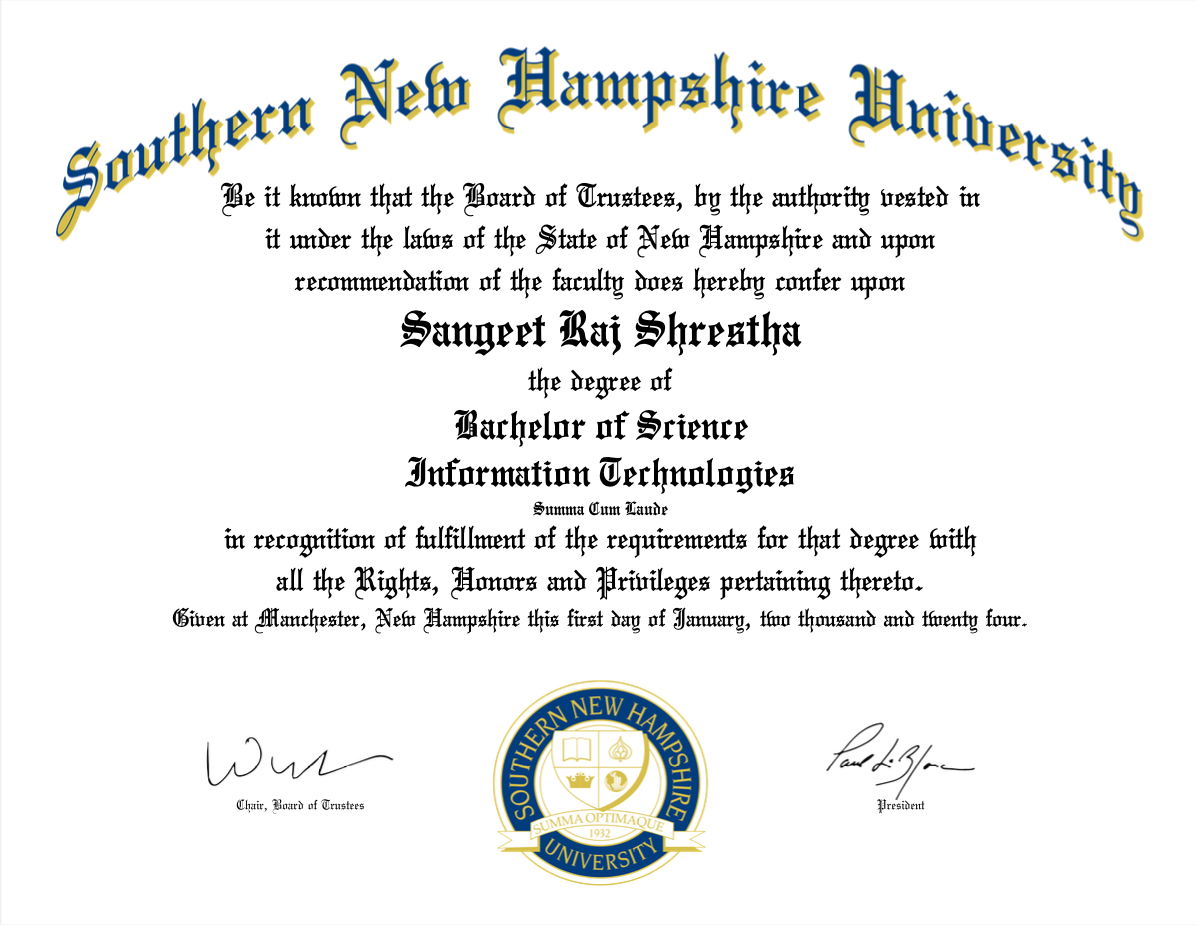 Southern New Hampshire University
Be it known that the Board of Trustees, by the authority vested in
it under the laws of the State of New Hampshire and upon
recommendation of the faculty does hereby confer upon
Sangeet Raj Shrestha
the degree of
Bachelor of Science
Information Technologies
Summa Cum Laude
in recognition of fulfillment of the requirements for that degree with
all the Rights, Honors and Privileges pertaining thereto.
Given at Manchester, New Hampshire this first day of January, two thousand and twenty four.
SOUTHERN NEW HAMPSHIRE
SUMMA OPTIMAQUE
1932
UNIVERSITY
Chair, Board of Trustees
President